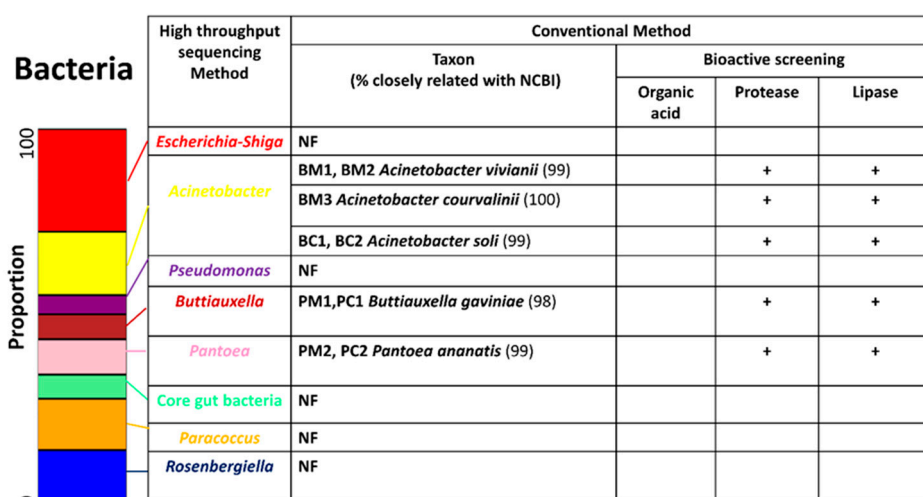 High throughput
sequencing
Method
Conventional Method
Bacteria
Taxon
(% closely related with NCBI)
Bioactive screening
Organic
acid
Protease
Lipase
100
Proportion
Escherichia-Shiga
NF
Acinetobacter
BM1, BM2 Acinetobacter vivianii (99)
+
+
BM3 Acinetobacter courvalinii (100)
+
+
BC1, BC2 Acinetobacter soli (99)
+
+
Pseudomonas
NF
Buttiauxella
PM1,PC1 Buttiauxella gaviniae (98)
+
+
Pantoea
PM2, PC2 Pantoea ananatis (99)
+
+
Core gut bacteria
NF
Paracoccus
NF
Rosenbergiella
NF